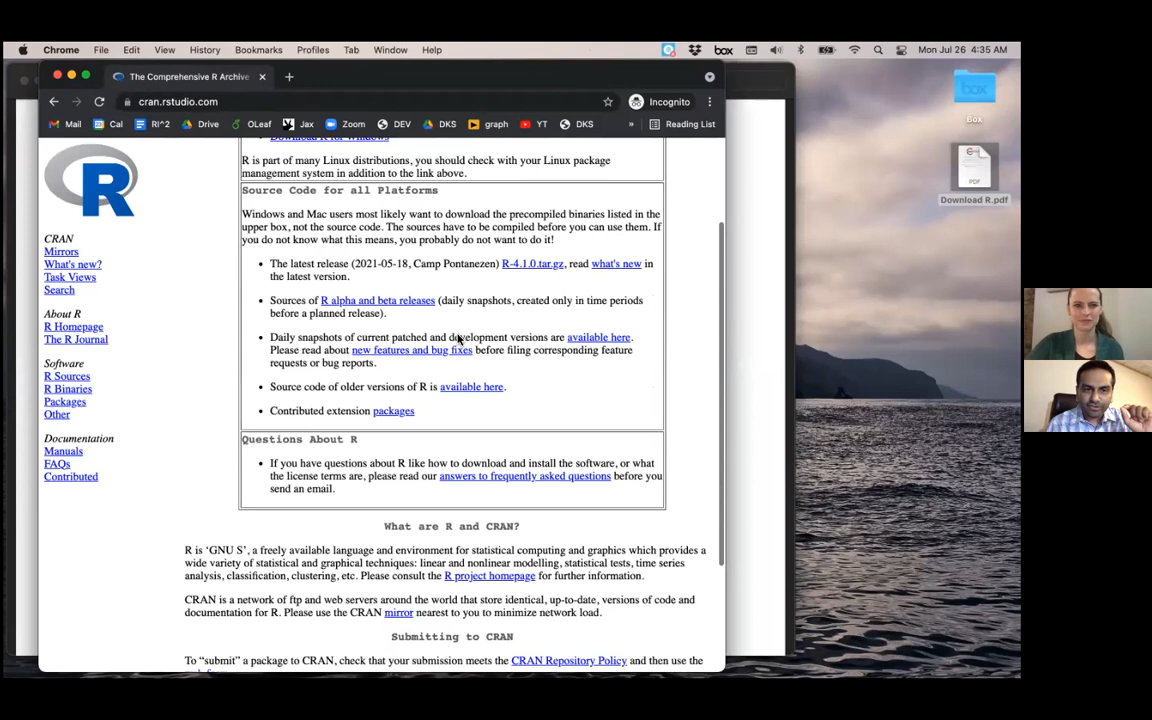 Chrome File Edit View History Bookmarks Profiles Tab Window Help box Mon Jul 26 4:35 AM
The Comprehensive R Archive
cran.rstudio.com Incognito
Mail Cal RI^2 Drive OLeaf Jax Zoom DEV DKS graph YT DKS » Reading List
box
Box
PDF
Download R.pdf
R
CRAN
Mirrors
What's new?
Task Views
Search
About R
R Homepage
The R Journal
Software
R Sources
R Binaries
Packages
Other
Documentation
Manuals
FAQs
Contributed
Download R for Windows
R is part of many Linux distributions, you should check with your Linux package
management system in addition to the link above.
Source Code for all Platforms
Windows and Mac users most likely want to download the precompiled binaries listed in the
upper box, not the source code. The sources have to be compiled before you can use them. If
you do not know what this means, you probably do not want to do it!
• The latest release (2021-05-18, Camp Pontanezen) R-4.1.0.tar.gz, read what's new in
the latest version.
• Sources of R alpha and beta releases (daily snapshots, created only in time periods
before a planned release).
• Daily snapshots of current patched and development versions are available here.
Please read about new features and bug fixes before filing corresponding feature
requests or bug reports.
• Source code of older versions of R is available here.
• Contributed extension packages
Questions About R
• If you have questions about R like how to download and install the software, or what
the license terms are, please read our answers to frequently asked questions before you
send an email.
What are R and CRAN?
R is ‘GNU S’, a freely available language and environment for statistical computing and graphics which provides a
wide variety of statistical and graphical techniques: linear and nonlinear modelling, statistical tests, time series
analysis, classification, clustering, etc. Please consult the R project homepage for further information.
CRAN is a network of ftp and web servers around the world that store identical, up-to-date, versions of code and
documentation for R. Please use the CRAN mirror nearest to you to minimize network load.
Submitting to CRAN
To “submit” a package to CRAN, check that your submission meets the CRAN Repository Policy and then use the